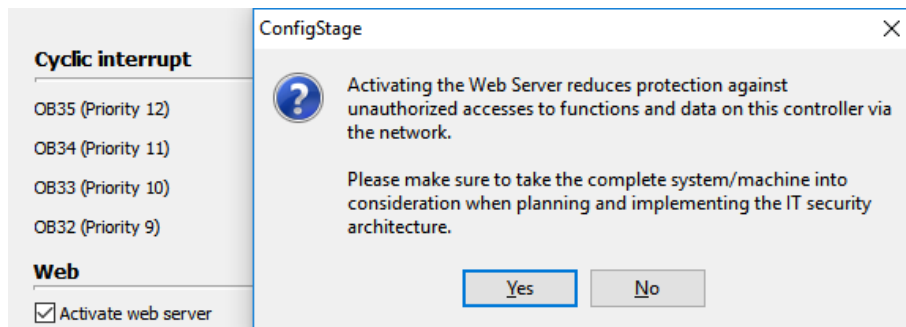 ConfigStage
Cyclic interrupt
OB35 (Priority 12)
OB34 (Priority 11)
OB33 (Priority 10)
OB32 (Priority 9)
Web
Activate web server
Activating the Web Server reduces protection against
unauthorized accesses to functions and data on this controller via
the network.
Please make sure to take the complete system/machine into
consideration when planning and implementing the IT security
architecture.
Yes
No